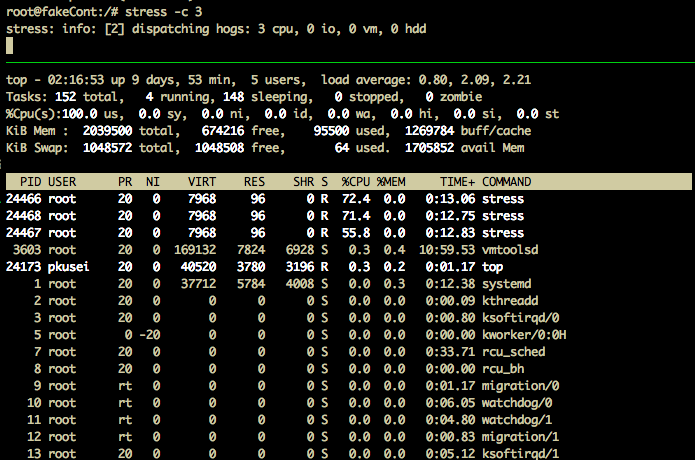 root@fakeCont:/# stress -c 3
stress: info: [2] dispatching hogs: 3 cpu, 0 io, 0 vm, 0 hdd
top - 02:16:53 up 9 days, 53 min,  5 users,  load average: 0.80, 2.09, 2.21
Tasks: 152 total,   4 running, 148 sleeping,   0 stopped,   0 zombie
%Cpu(s):100.0 us,  0.0 sy,  0.0 ni,  0.0 id,  0.0 wa,  0.0 hi,  0.0 si,  0.0 st
KiB Mem :  2039500 total,   674216 free,    95500 used,  1269784 buff/cache
KiB Swap:  1048572 total,  1048508 free,       64 used.  1705852 avail Mem
PID USER      PR  NI    VIRT    RES    SHR S  %CPU %MEM     TIME+ COMMAND
24466 root      20   0    7968     96      0 R  72.4  0.0   0:13.06 stress
24468 root      20   0    7968     96      0 R  71.4  0.0   0:12.75 stress
24467 root      20   0    7968     96      0 R  55.8  0.0   0:12.83 stress
3603 root      20   0  169132   7824   6928 S   0.3  0.4  10:59.53 vmtoolsd
24173 pkusei    20   0   40520   3780   3196 R   0.3  0.2   0:01.17 top
1 root      20   0   37712   5784   4008 S   0.0  0.3   0:12.38 systemd
2 root      20   0       0      0      0 S   0.0  0.0   0:00.09 kthreadd
3 root      20   0       0      0      0 S   0.0  0.0   0:00.80 ksoftirqd/0
5 root       0 -20       0      0      0 S   0.0  0.0   0:00.00 kworker/0:0H
7 root      20   0       0      0      0 S   0.0  0.0   0:33.71 rcu_sched
8 root      20   0       0      0      0 S   0.0  0.0   0:00.00 rcu_bh
9 root      rt   0       0      0      0 S   0.0  0.0   0:01.17 migration/0
10 root      rt   0       0      0      0 S   0.0  0.0   0:06.05 watchdog/0
11 root      rt   0       0      0      0 S   0.0  0.0   0:04.80 watchdog/1
12 root      rt   0       0      0      0 S   0.0  0.0   0:00.83 migration/1
13 root      20   0       0      0      0 S   0.0  0.0   0:05.12 ksoftirqd/1